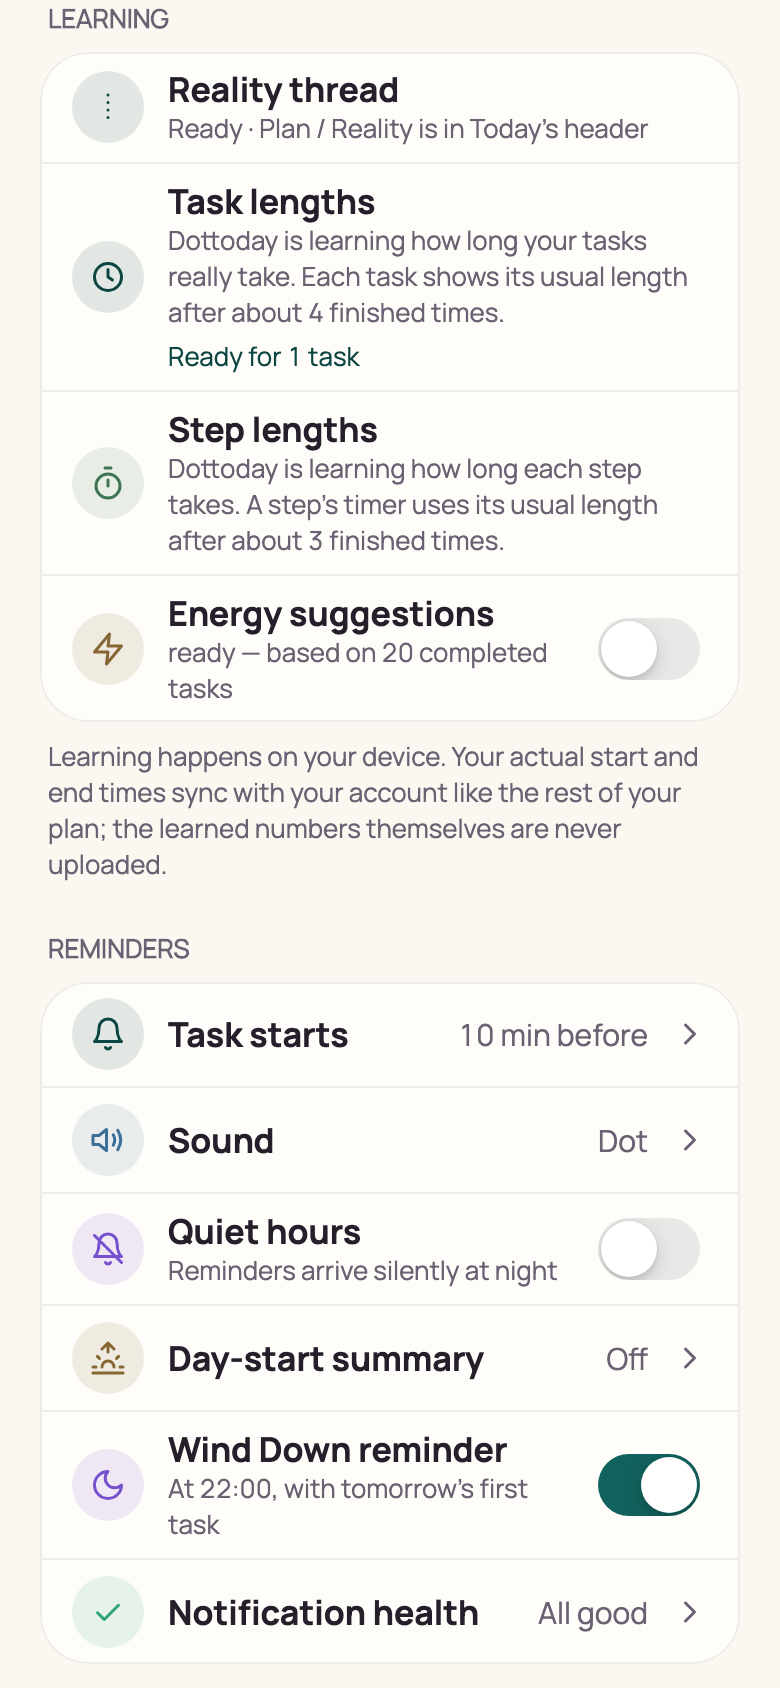 LEARNING
Reality thread
Ready · Plan / Reality is in Today's header
Task lengths
Dottoday is learning how long your tasks
really take. Each task shows its usual length
after about 4 finished times.
Ready for 1 task
Step lengths
Dottoday is learning how long each step
takes. A step's timer uses its usual length
after about 3 finished times.
Energy suggestions
ready — based on 20 completed
tasks
Learning happens on your device. Your actual start and
end times sync with your account like the rest of your
plan; the learned numbers themselves are never
uploaded.
REMINDERS
Task starts 10 min before
Sound Dot
Quiet hours
Reminders arrive silently at night
Day-start summary Off
Wind Down reminder
At 22:00, with tomorrow's first
task
Notification health All good